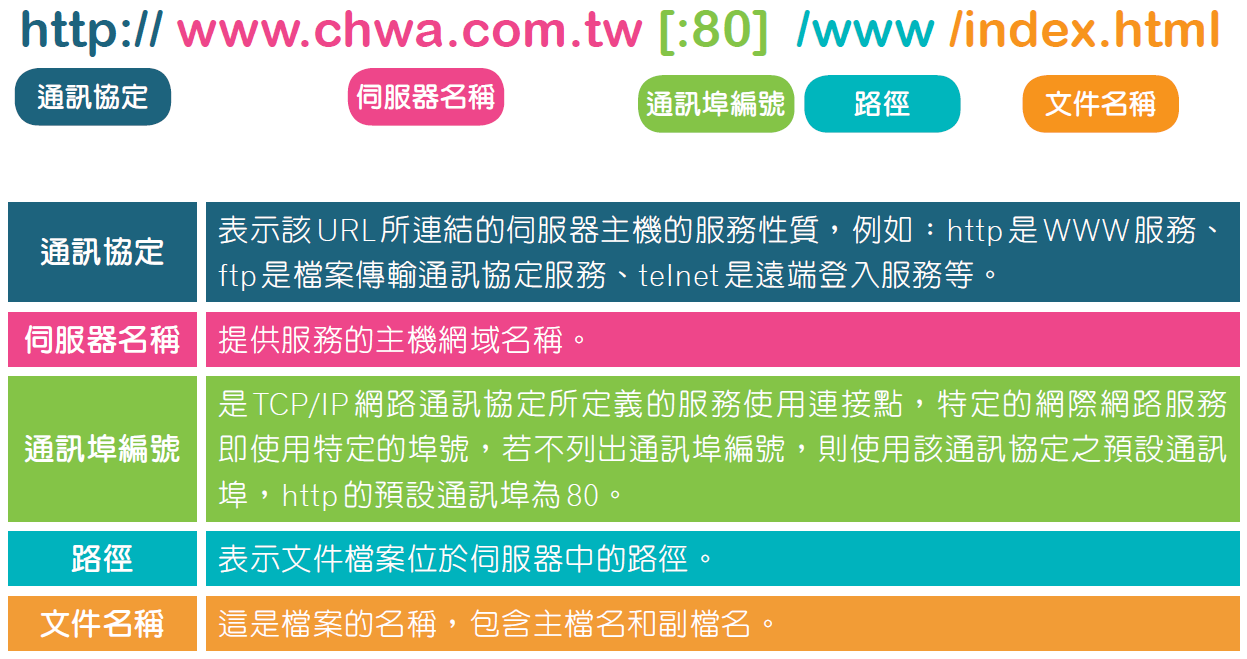 http:// www.chwa.com.tw [:80] /www /index.html
通訊協定 伺服器名稱 通訊埠編號 路徑 文件名稱
通訊協定
表示該URL所連結的伺服器主機的服務性質，例如：http是WWW服務、
ftp是檔案傳輸通訊協定服務、telnet是遠端登入服務等。
伺服器名稱
提供服務的主機網域名稱。
通訊埠編號
是TCP/IP網路通訊協定所定義的服務使用連接點，特定的網際網路服務
即使用特定的埠號，若不列出通訊埠編號，則使用該通訊協定之預設通訊
埠，http的預設通訊埠為80。
路徑
表示文件檔案位於伺服器中的路徑。
文件名稱
這是檔案的名稱，包含主檔名和副檔名。